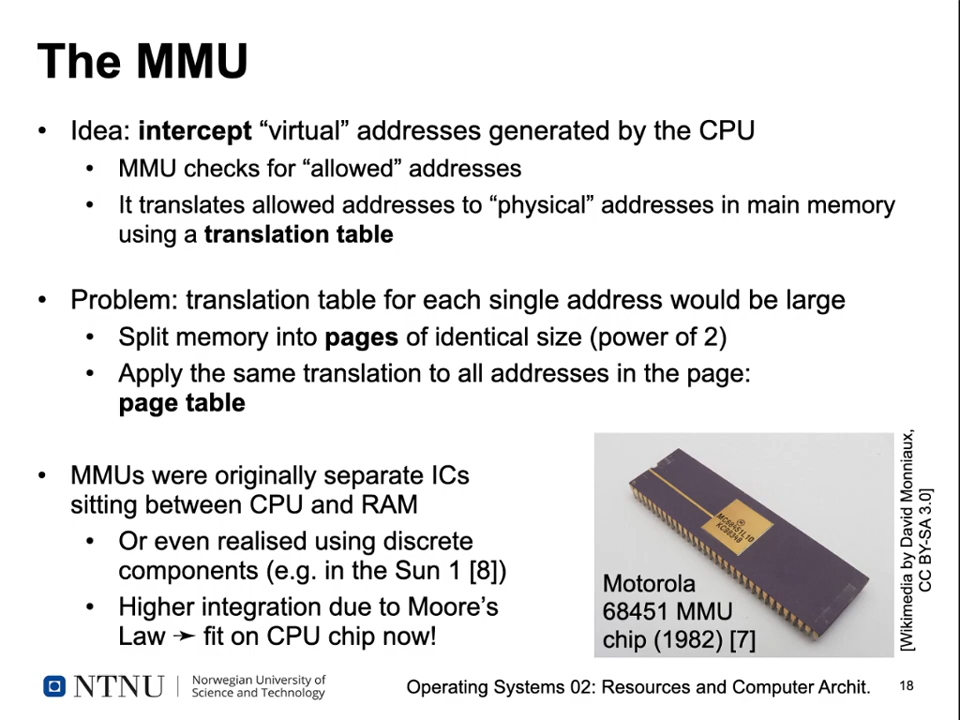 The MMU
• Idea: intercept “virtual” addresses generated by the CPU
• MMU checks for “allowed” addresses
• It translates allowed addresses to “physical” addresses in main memory
using a translation table
• Problem: translation table for each single address would be large
• Split memory into pages of identical size (power of 2)
• Apply the same translation to all addresses in the page:
page table
• MMUs were originally separate ICs
sitting between CPU and RAM
• Or even realised using discrete
components (e.g. in the Sun 1 [8])
• Higher integration due to Moore’s
Law ➛ fit on CPU chip now!
MC68451L10
Motorola
68451 MMU
chip (1982) [7]
[Wikimedia by David Monniaux,
CC BY-SA 3.0]
NTNU
Norwegian University of
Science and Technology
Operating Systems 02: Resources and Computer Archit.
18